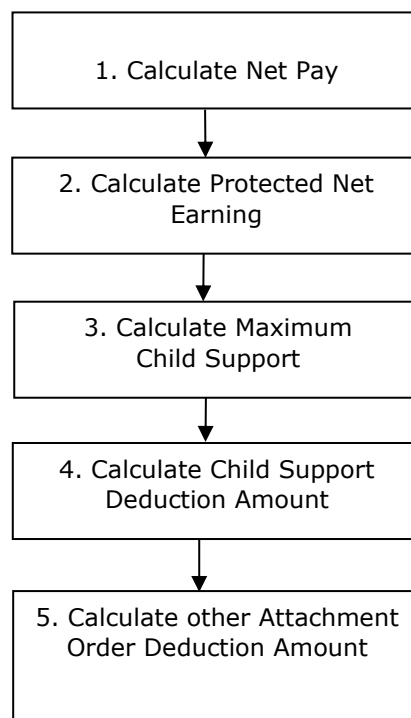 1. Calculate Net Pay
2. Calculate Protected Net
Earning
3. Calculate Maximum
Child Support
4. Calculate Child Support
Deduction Amount
5. Calculate other Attachment
Order Deduction Amount